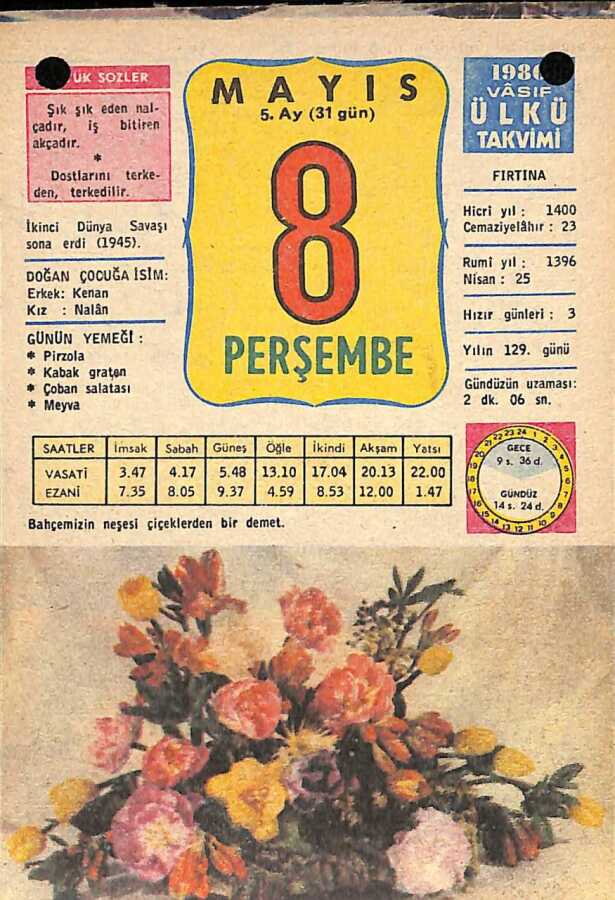 UK SÖZLER
Şık şık eden nal-
çadır, iş bitiren
akçadır.
*
Dostlarını terke-
den, terkedilir.
İkinci Dünya Savaşı
sona erdi (1945).
DOĞAN ÇOCUĞA İSİM:
Erkek: Kenan
Kız : Nalân
GÜNÜN YEMEĞİ :
* Pirzola
* Kabak graten
* Çoban salatası
* Meyva
MAYIS
5. Ay (31 gün)
8
PERŞEMBE
198
VÂSIF
ÜLKÜ
TAKVİMİ
FIRTINA
Hicrî yıl : 1400
Cemaziyelâhır : 23
Rumî yıl : 1396
Nisan : 25
Hızır günleri : 3
Yılın 129. günü
Gündüzün uzaması:
2 dk. 06 sn.
SAATLER İmsak Sabah Güneş Öğle İkindi Akşam Yatsı
VASATİ 3.47 4.17 5.48 13.10 17.04 20.13 22.00
EZANİ 7.35 8.05 9.37 4.59 8.53 12.00 1.47
GECE
9 s. 36 d.
GÜNDÜZ
14 s. 24 d.
Bahçemizin neşesi çiçeklerden bir demet.